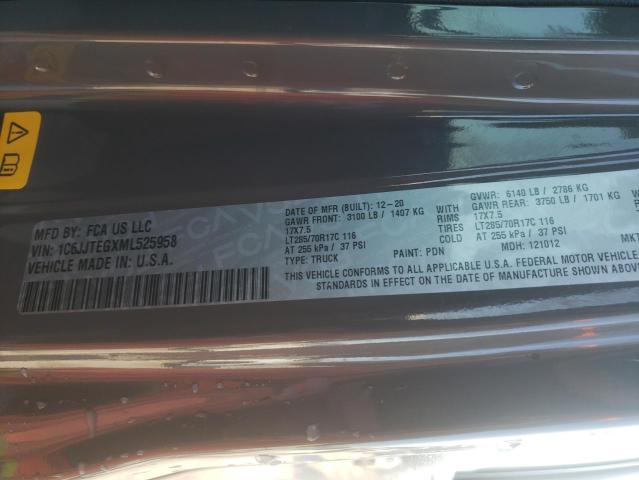 MFD BY: FCA US LLC
DATE OF MFR (BUILT): 12-20
GVWR: 6140 LB / 2786 KG
GAWR FRONT: 3100 LB / 1407 KG
WITH
GAWR REAR: 3750 LB / 1701 KG
WITH
17X7.5
RIMS
17X7.5
RIMS
LT285/70R17C 116
TIRES
LT285/70R17C 116
TIRES
AT 255 kPa / 37 PSI
COLD
AT 255 kPa / 37 PSI
VIN: 1C6JJTEGXML525958
TYPE: TRUCK
PAINT: PDN
MDH: 121012
MKT
VEHICLE MADE IN: U.S.A.
THIS VEHICLE CONFORMS TO ALL APPLICABLE U.S.A. FEDERAL MOTOR VEHICLE
STANDARDS IN EFFECT ON THE DATE OF MANUFACTURE SHOWN ABOVE